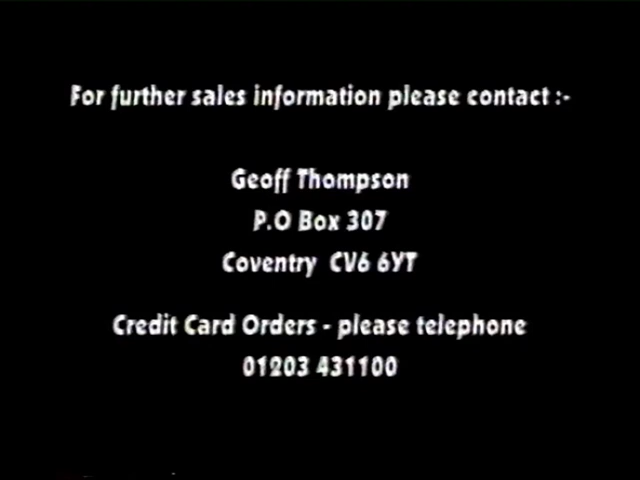 For further sales information please contact :-
Geoff Thompson
P.O Box 307
Coventry CV6 6YT
Credit Card Orders - please telephone
01203 431100